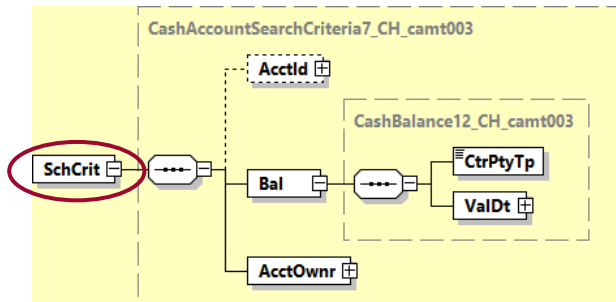 CashAccountSearchCriteria7_CH_camt003
AcctId
CashBalance12_CH_camt003
SchCrit
Bal
CtrPtyTp
ValDt
AcctOwnr